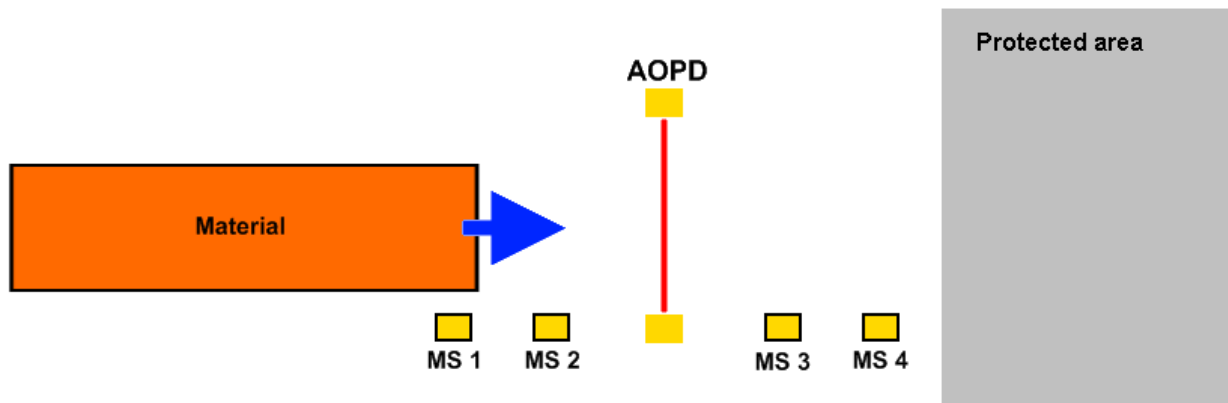 Protected area
AOPD
Material
MS 1
MS 2
MS 3
MS 4